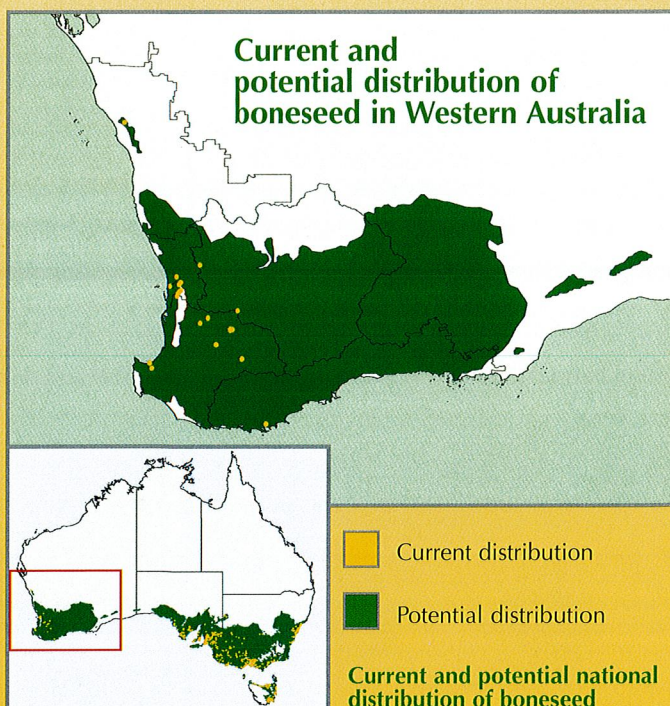 Current and
potential distribution of
boneseed in Western Australia
Current distribution
Potential distribution
Current and potential national
distribution of boneseed